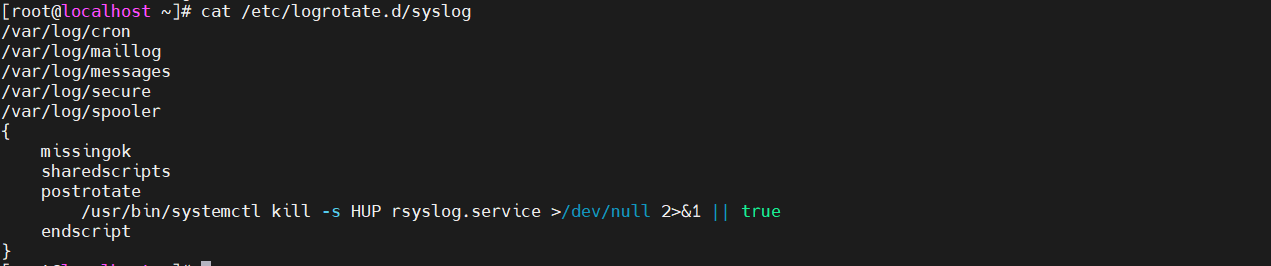 [root@localhost ~]# cat /etc/logrotate.d/syslog
/var/log/cron
/var/log/maillog
/var/log/messages
/var/log/secure
/var/log/spooler
{
    missingok
    sharedscripts
    postrotate
        /usr/bin/systemctl kill -s HUP rsyslog.service >/dev/null 2>&1 || true
    endscript
}